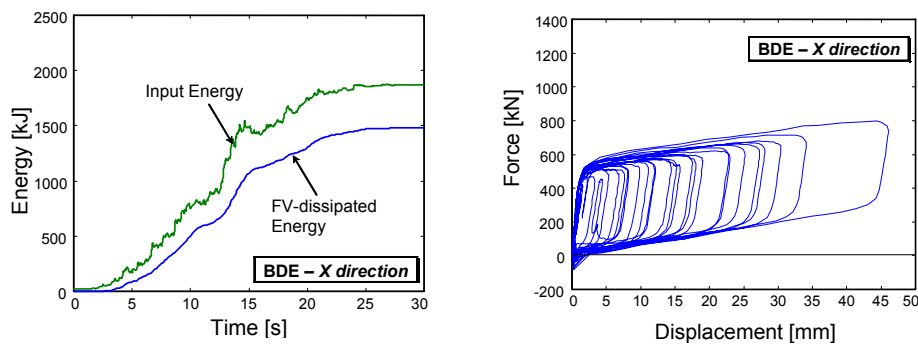 2500
2000
1500
1000
500
0
Energy [kJ]
Input Energy
FV-dissipated
Energy
BDE – X direction
0 5 10 15 20 25 30
Time [s]
1400
1200
1000
800
600
400
200
0
-200
Force [kN]
BDE – X direction
0 5 10 15 20 25 30 35 40 45 50
Displacement [mm]